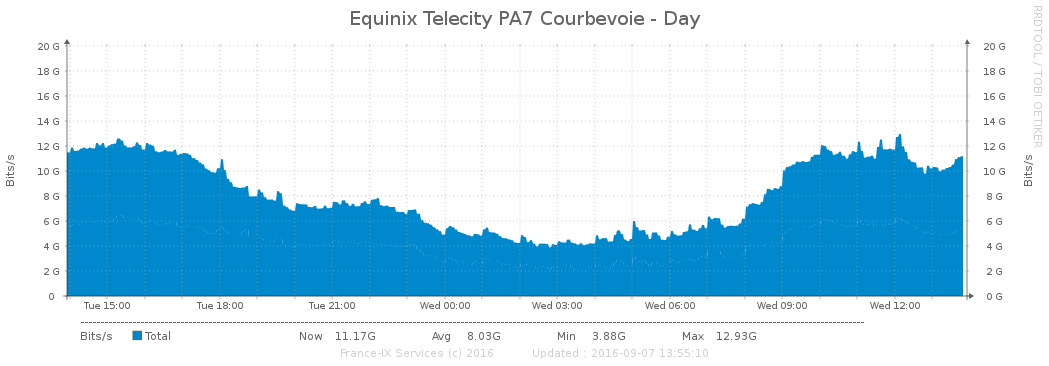 Equinix Telecity PA7 Courbevoie - Day
RRDTOOL / TOBI OETIKER
Bits/s
20 G 20 G
18 G 18 G
16 G 16 G
14 G 14 G
12 G 12 G
10 G 10 G
8 G 8 G
6 G 6 G
4 G 4 G
2 G 2 G
0 0 G
Bits/s
Tue 15:00 Tue 18:00 Tue 21:00 Wed 00:00 Wed 03:00 Wed 06:00 Wed 09:00 Wed 12:00
Bits/s Total Now 11.17G Avg 8.03G Min 3.88G Max 12.93G
France-IX Services (c) 2016 Updated : 2016-09-07 13:55:10